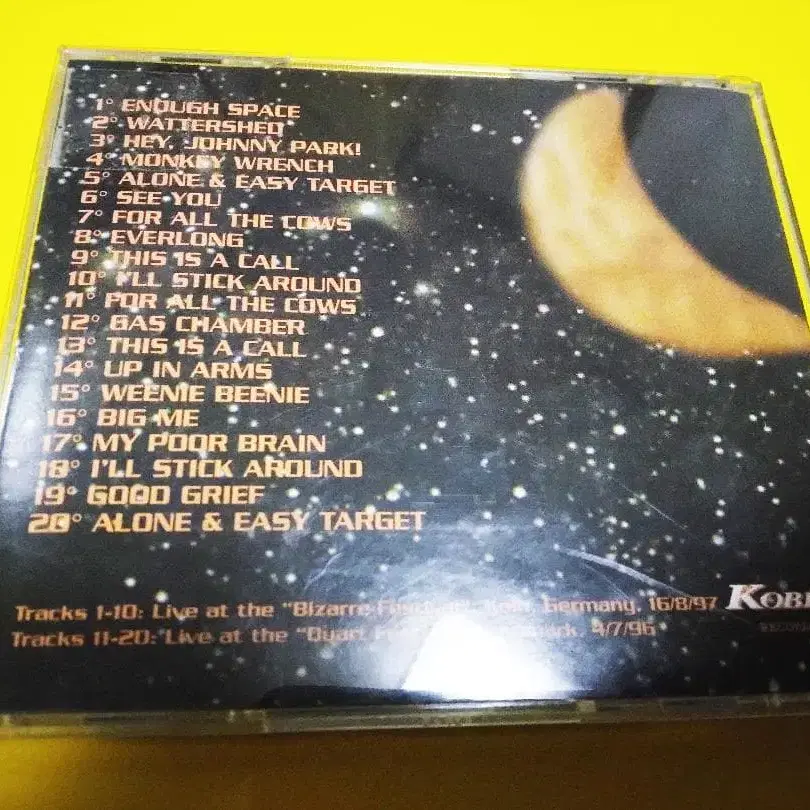 1° ENOUGH SPACE
2° WATTERSHED
3° HEY, JOHNNY PARK!
4° MONKEY WRENCH
5° ALONE & EASY TARGET
6° SEE YOU
7° FOR ALL THE COWS
8° EVERLONG
9° THIS IS A CALL
10° I'LL STICK AROUND
11° FOR ALL THE COWS
12° GAS CHAMBER
13° THIS IS A CALL
14° UP IN ARMS
15° WEENIE BEENIE
16° BIG ME
17° MY POOR BRAIN
18° I'LL STICK AROUND
19° GOOD GRIEF
20° ALONE & EASY TARGET
Tracks 1-10: Live at the "Bizarre Germany, 16/8/97
Tracks 11-20: Live at the 4/7/96